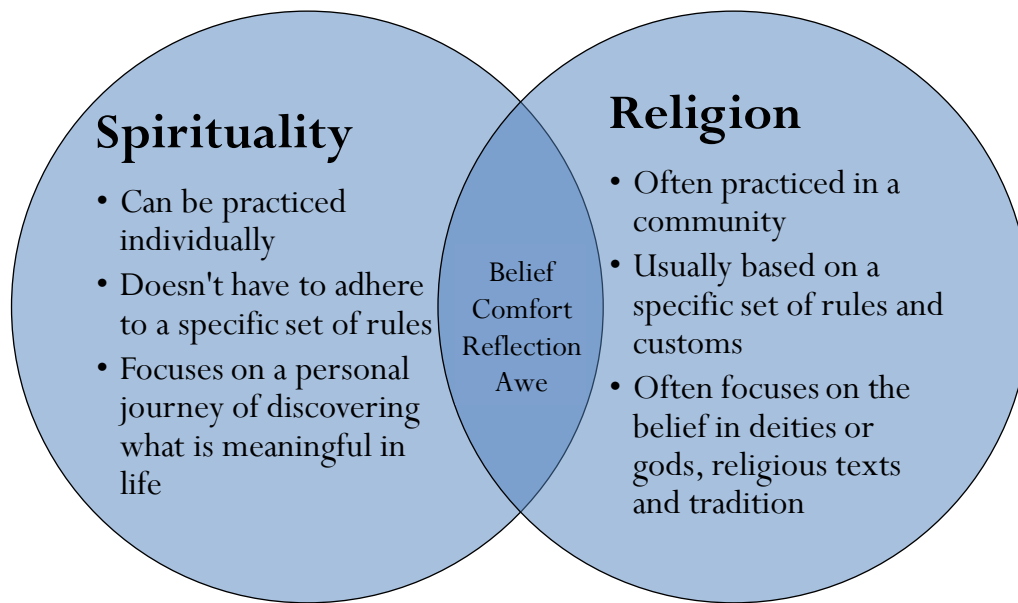 Spirituality
• Can be practiced
individually
• Doesn't have to adhere
to a specific set of rules
• Focuses on a personal
journey of discovering
what is meaningful in
life
Belief
Comfort
Reflection
Awe
Religion
• Often practiced in a
community
• Usually based on a
specific set of rules and
customs
• Often focuses on the
belief in deities or
gods, religious texts
and tradition